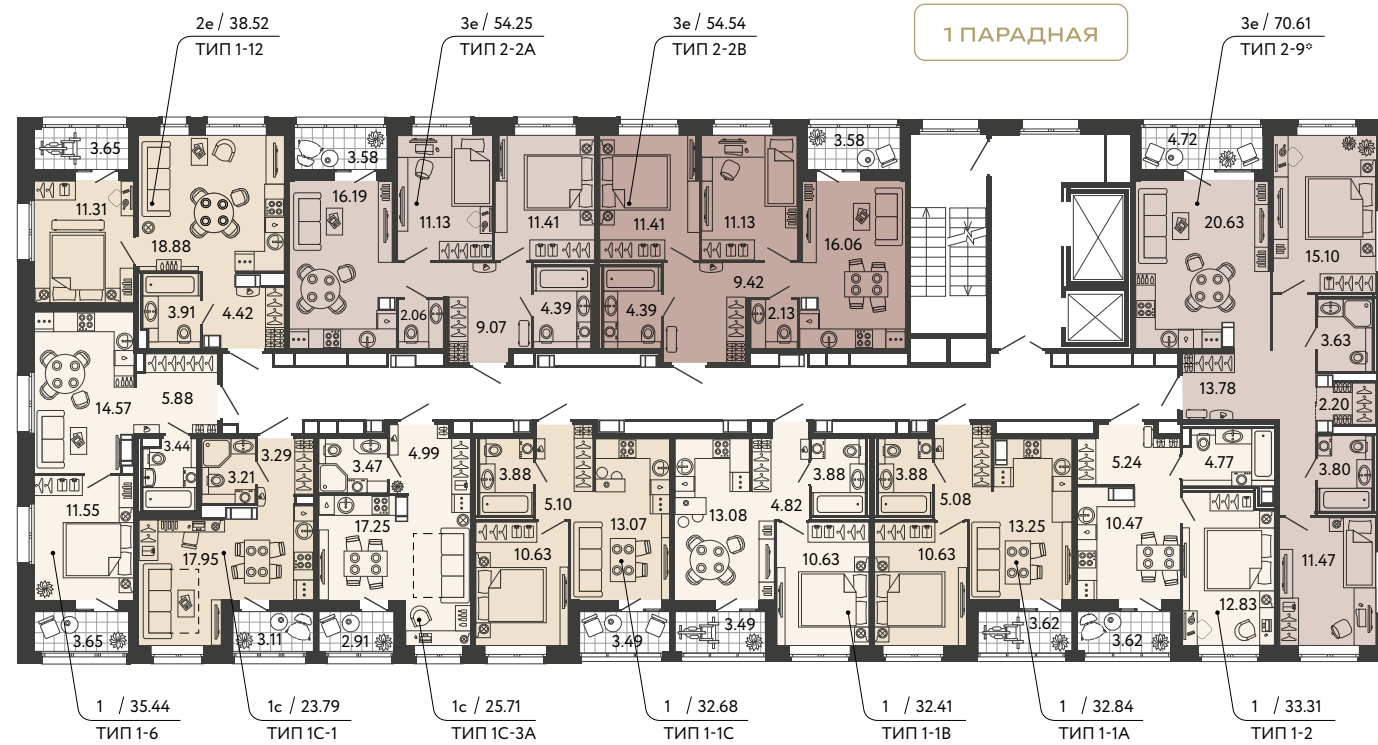 2е / 38.52
ТИП 1-12
3е / 54.25
ТИП 2-2А
3е / 54.54
ТИП 2-2В
1 ПАРАДНАЯ
3е / 70.61
ТИП 2-9*
3.65
3.58
3.58
4.72
11.31
18.88
16.19
11.13
11.41
11.41
11.13
16.06
20.63
15.10
3.91
4.42
2.06
9.07
4.39
4.39
9.42
2.13
3.63
14.57
5.88
13.78
2.20
3.44
3.21
3.29
3.47
4.99
3.88
5.10
3.88
4.82
3.88
5.08
5.24
4.77
3.80
11.55
17.95
17.25
10.63
13.07
13.08
10.63
10.63
13.25
10.47
12.83
11.47
3.65
3.11
2.91
3.49
3.49
3.62
3.62
1 / 35.44
ТИП 1-6
1с / 23.79
ТИП 1С-1
1с / 25.71
ТИП 1С-3А
1 / 32.68
ТИП 1-1С
1 / 32.41
ТИП 1-1В
1 / 32.84
ТИП 1-1А
1 / 33.31
ТИП 1-2